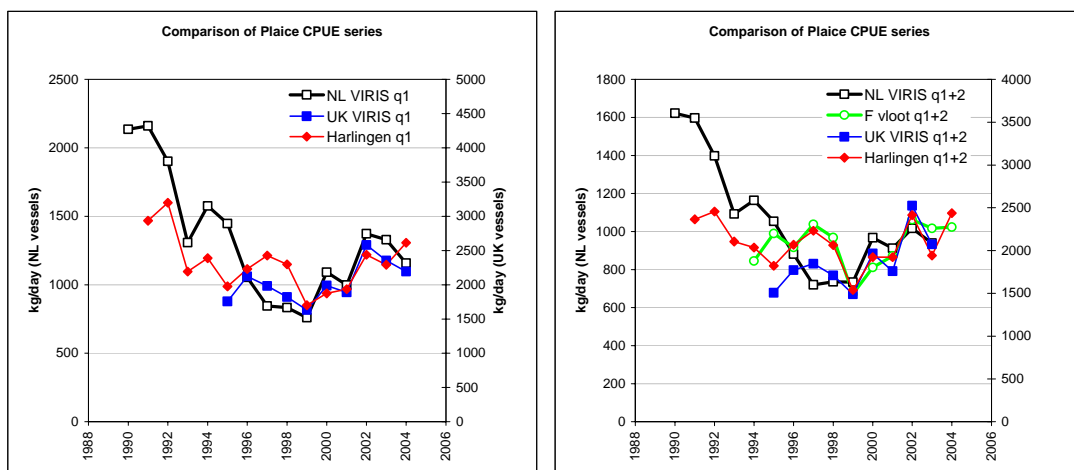 Comparison of Plaice CPUE series
kg/day (NL vessels)
2500
2000
1500
1000
500
0
NL VIRIS q1
UK VIRIS q1
Harlingen q1
5000
4500
4000
3500
3000
2500
2000
1500
1000
500
0
kg/day (UK vessels)
1988 1990 1992 1994 1996 1998 2000 2002 2004 2006
Comparison of Plaice CPUE series
kg/day (NL vessels)
1800
1600
1400
1200
1000
800
600
400
200
0
NL VIRIS q1+2
F vloot q1+2
UK VIRIS q1+2
Harlingen q1+2
4000
3500
3000
2500
2000
1500
1000
500
0
1988 1990 1992 1994 1996 1998 2000 2002 2004 2006